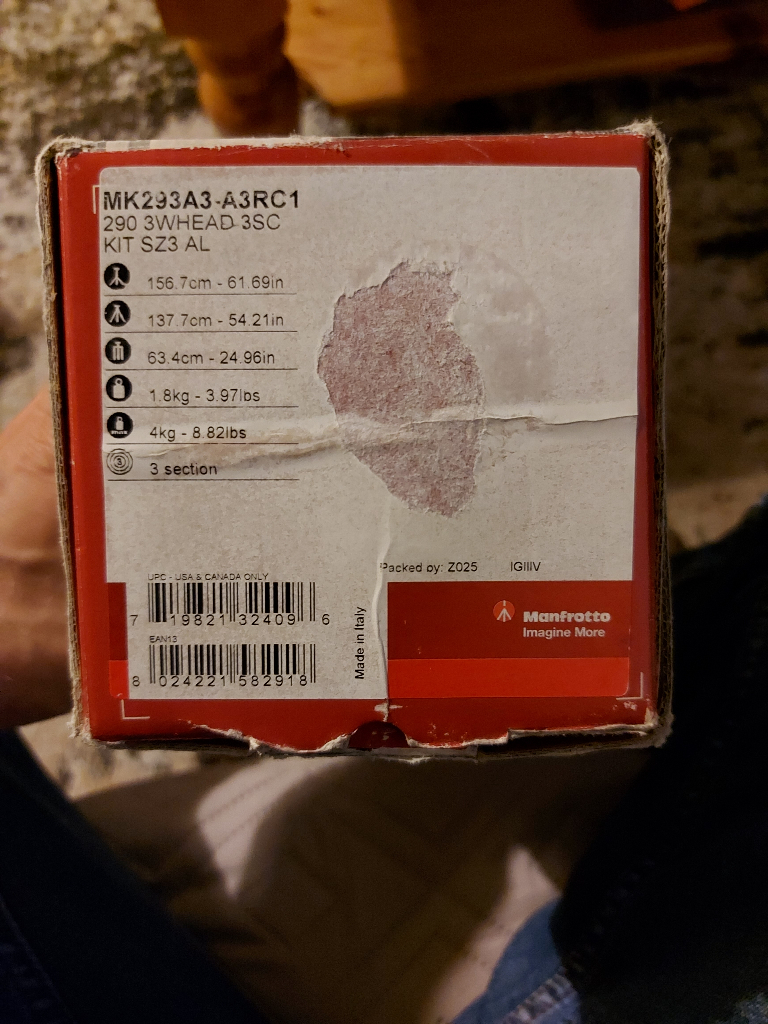 MK293A3-A3RC1
290 3WHEAD 3SC
KIT SZ3 AL
156.7cm - 61.69in
137.7cm - 54.21in
63.4cm - 24.96in
1.8kg - 3.97lbs
4kg - 8.82lbs
3 section
Packed by: Z025 IGIIIV
UPC - USA & CANADA ONLY
7 19821 32409 6
EAN13
8 024221 582918
Made in Italy
Manfrotto
Imagine More